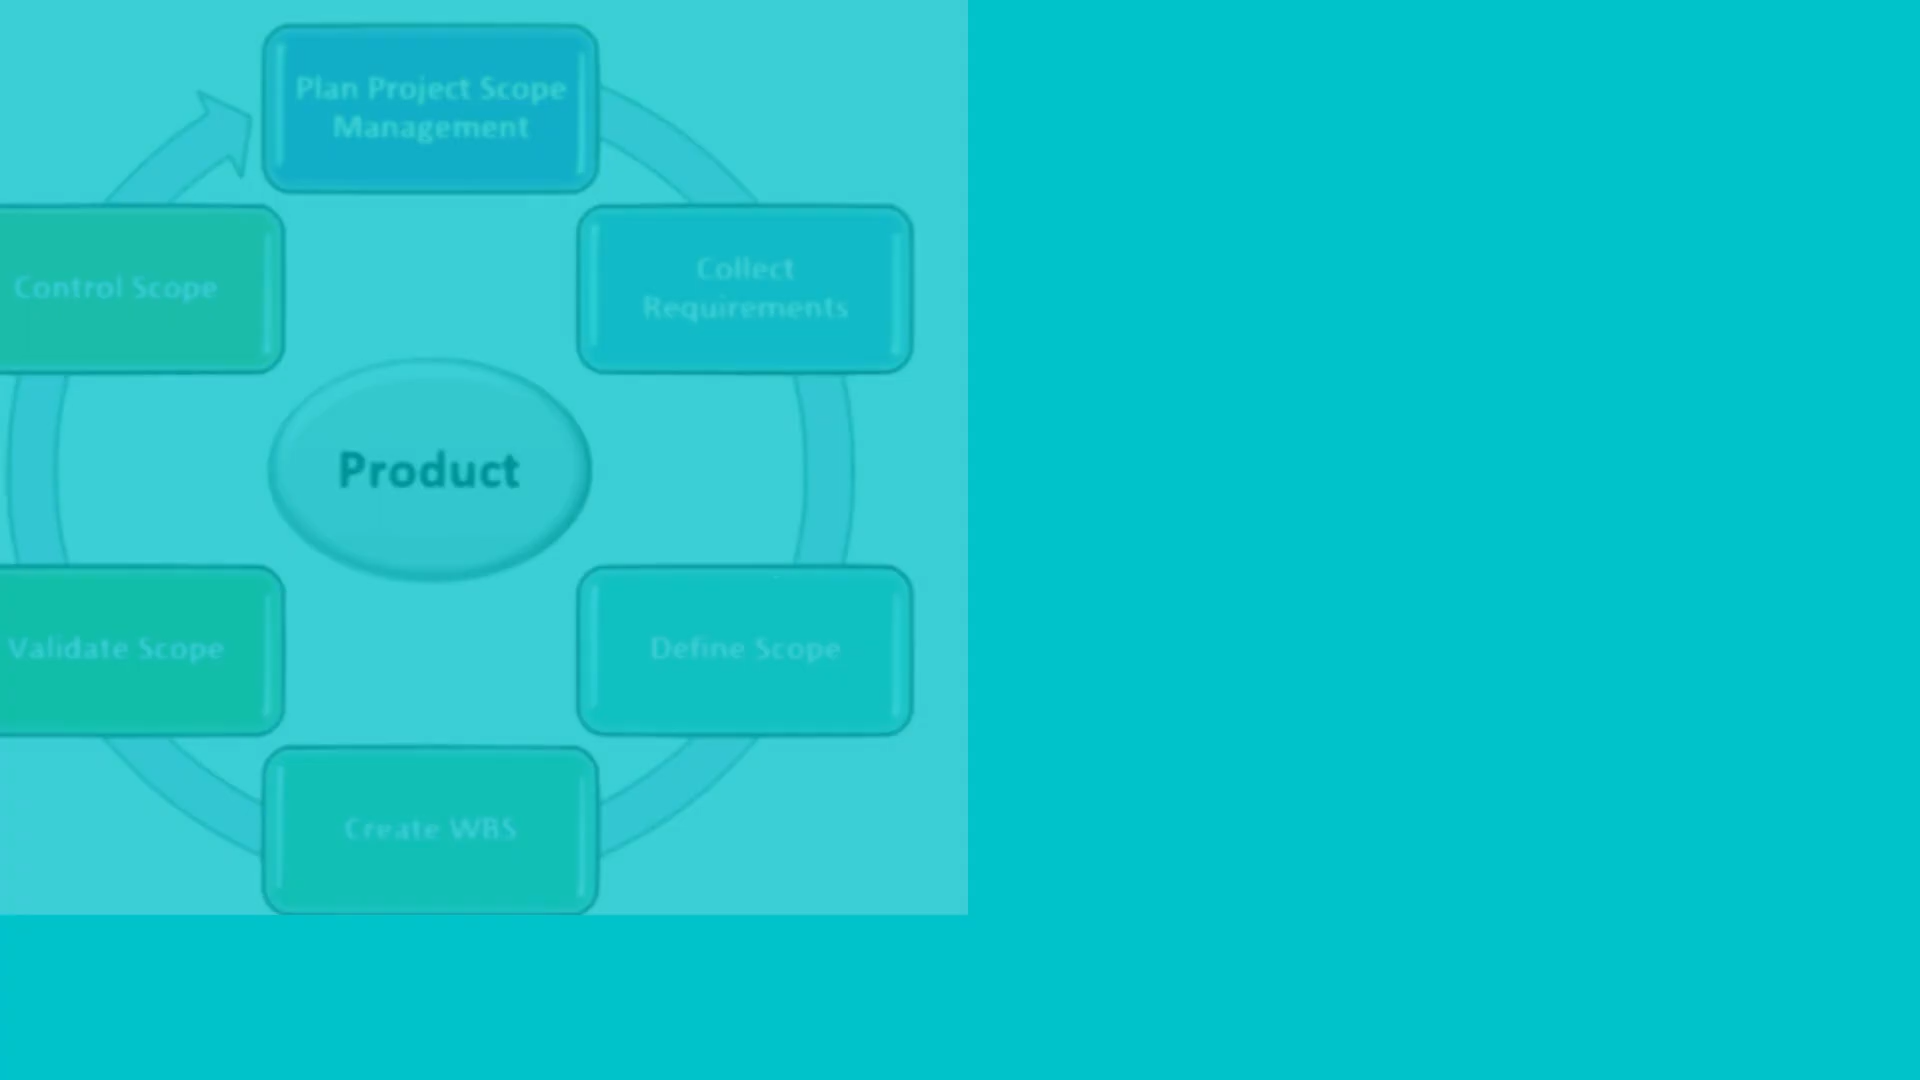 Plan Project Scope
Management
Collect
Requirements
Control Scope
Product
Define Scope
Validate Scope
Create WBS